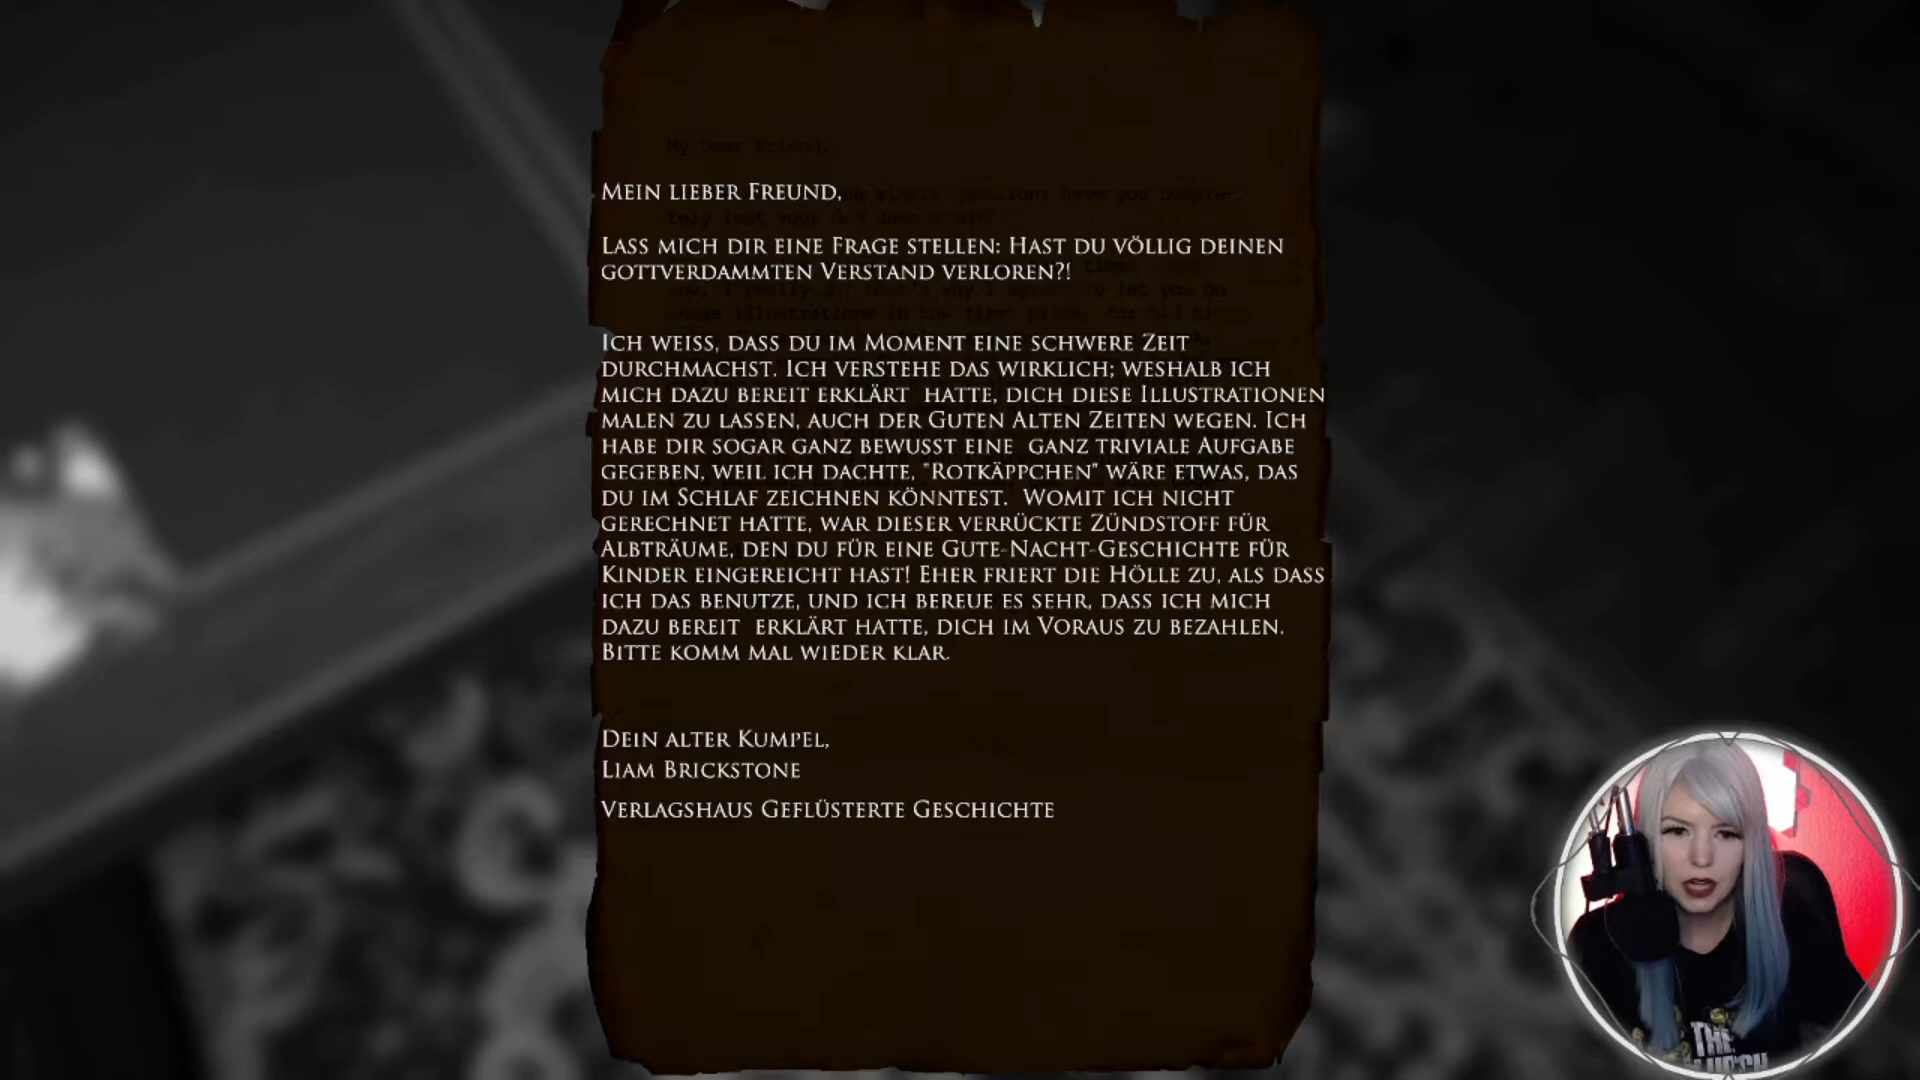 My dear friend,
Mein lieber Freund,
Lass mich dir eine Frage stellen: Hast du völlig deinen
gottverdammten Verstand verloren?!
Ich weiss, dass du im Moment eine schwere Zeit
durchmachst. Ich verstehe das wirklich; weshalb ich
mich dazu bereit erklärt hatte, dich diese Illustrationen
malen zu lassen, auch der Guten Alten Zeiten wegen. Ich
habe dir sogar ganz bewusst eine ganz triviale Aufgabe
gegeben, weil ich dachte, "Rotkäppchen" wäre etwas, das
du im Schlaf zeichnen könntest. Womit ich nicht
gerechnet hatte, war dieser verrückte Zündstoff für
Albträume, den du für eine Gute-Nacht-Geschichte für
Kinder eingereicht hast! Eher friert die Hölle zu, als dass
ich das benutze, und ich bereue es sehr, dass ich mich
dazu bereit erklärt hatte, dich im Voraus zu bezahlen.
Bitte komm mal wieder klar.
Dein alter Kumpel,
Liam Brickstone
Verlagshaus Geflüsterte Geschichte
THE